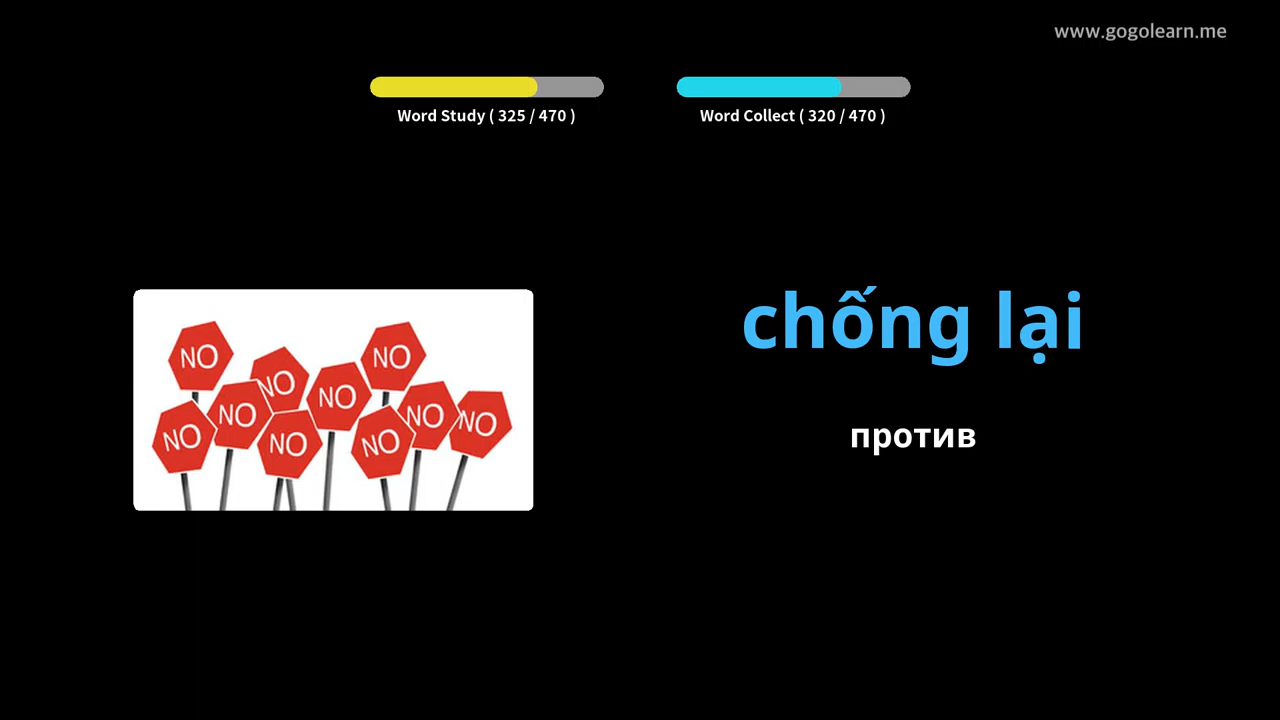 www.gogolearn.me
Word Study ( 325 / 470 )
Word Collect ( 320 / 470 )
NO
NO
NO
NO
NO
NO
NO
NO
NO
NO
chống lại
против